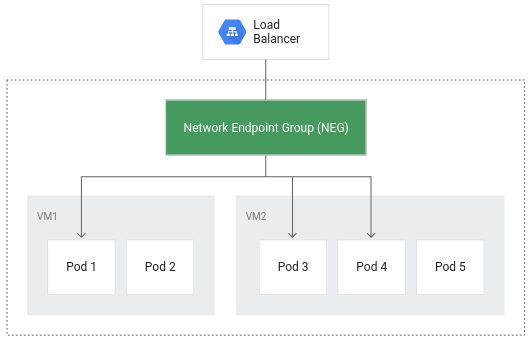 Load
Balancer
Network Endpoint Group (NEG)
VM1
VM2
Pod 1
Pod 2
Pod 3
Pod 4
Pod 5